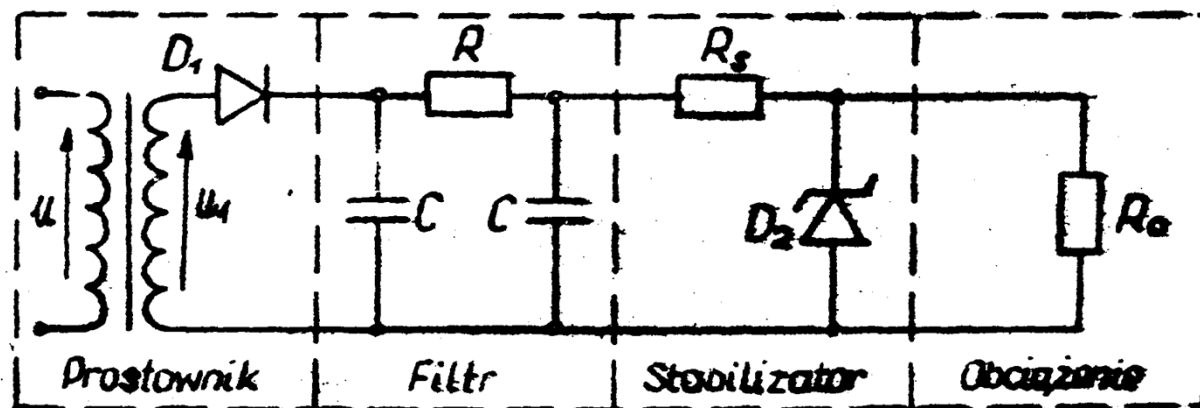 D₁ R Rₛ
u u₁ C C D₂ Rₒ
Prostownik Filtr Stabilizator Obciążenie